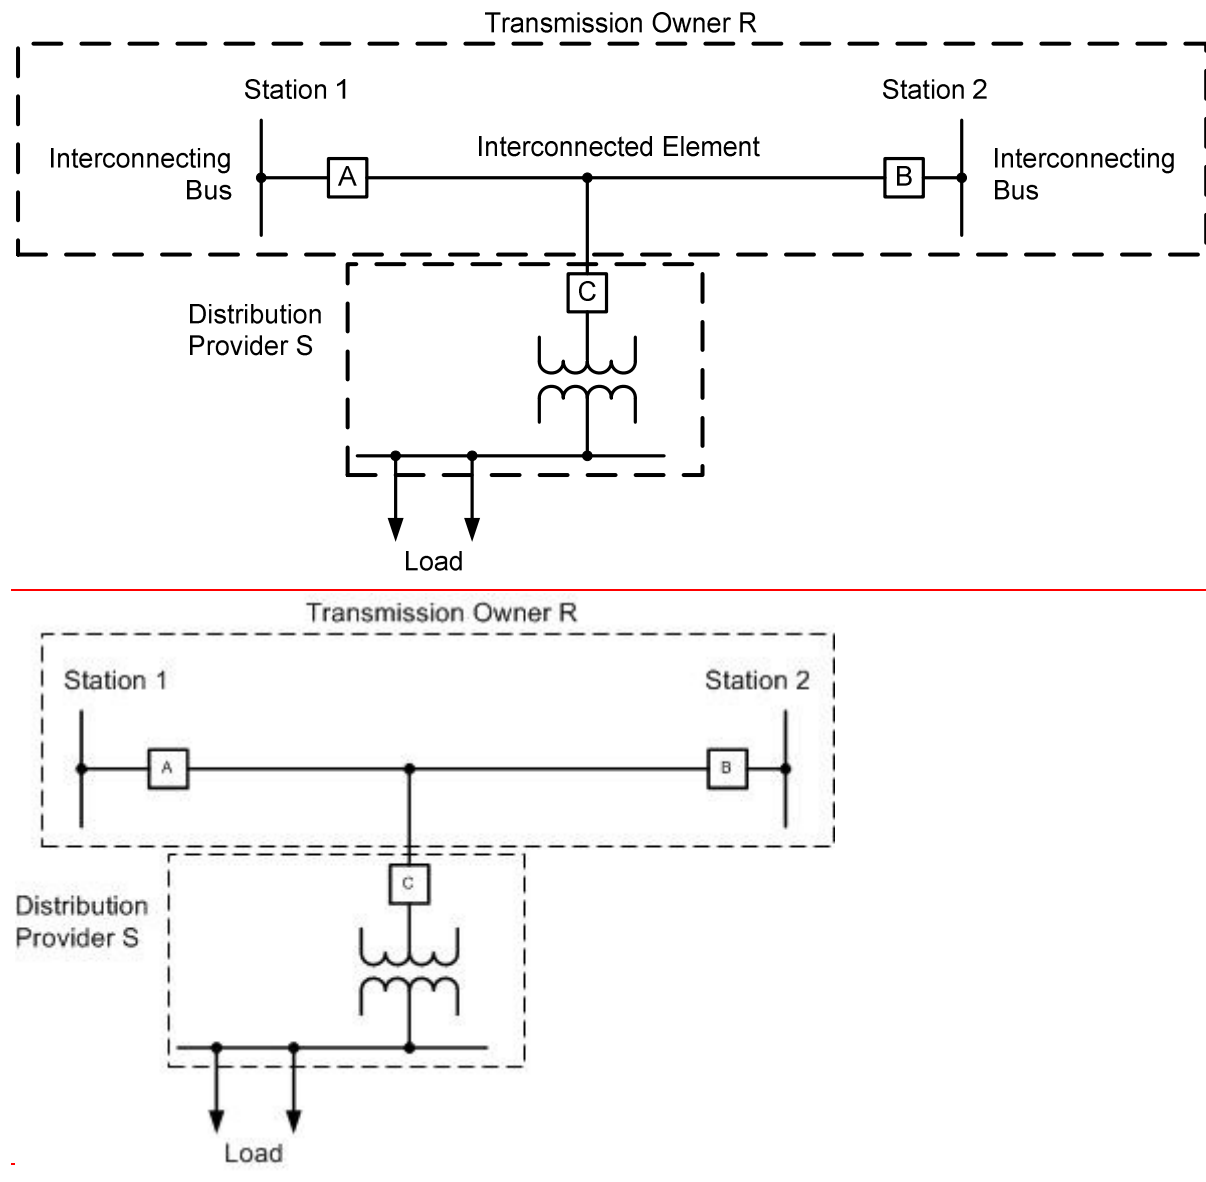 Transmission Owner R
Station 1
Station 2
Interconnecting
Bus
A
Interconnected Element
B
Interconnecting
Bus
C
Distribution
Provider S
Load
Transmission Owner R
Station 1
Station 2
A
B
C
Distribution
Provider S
Load